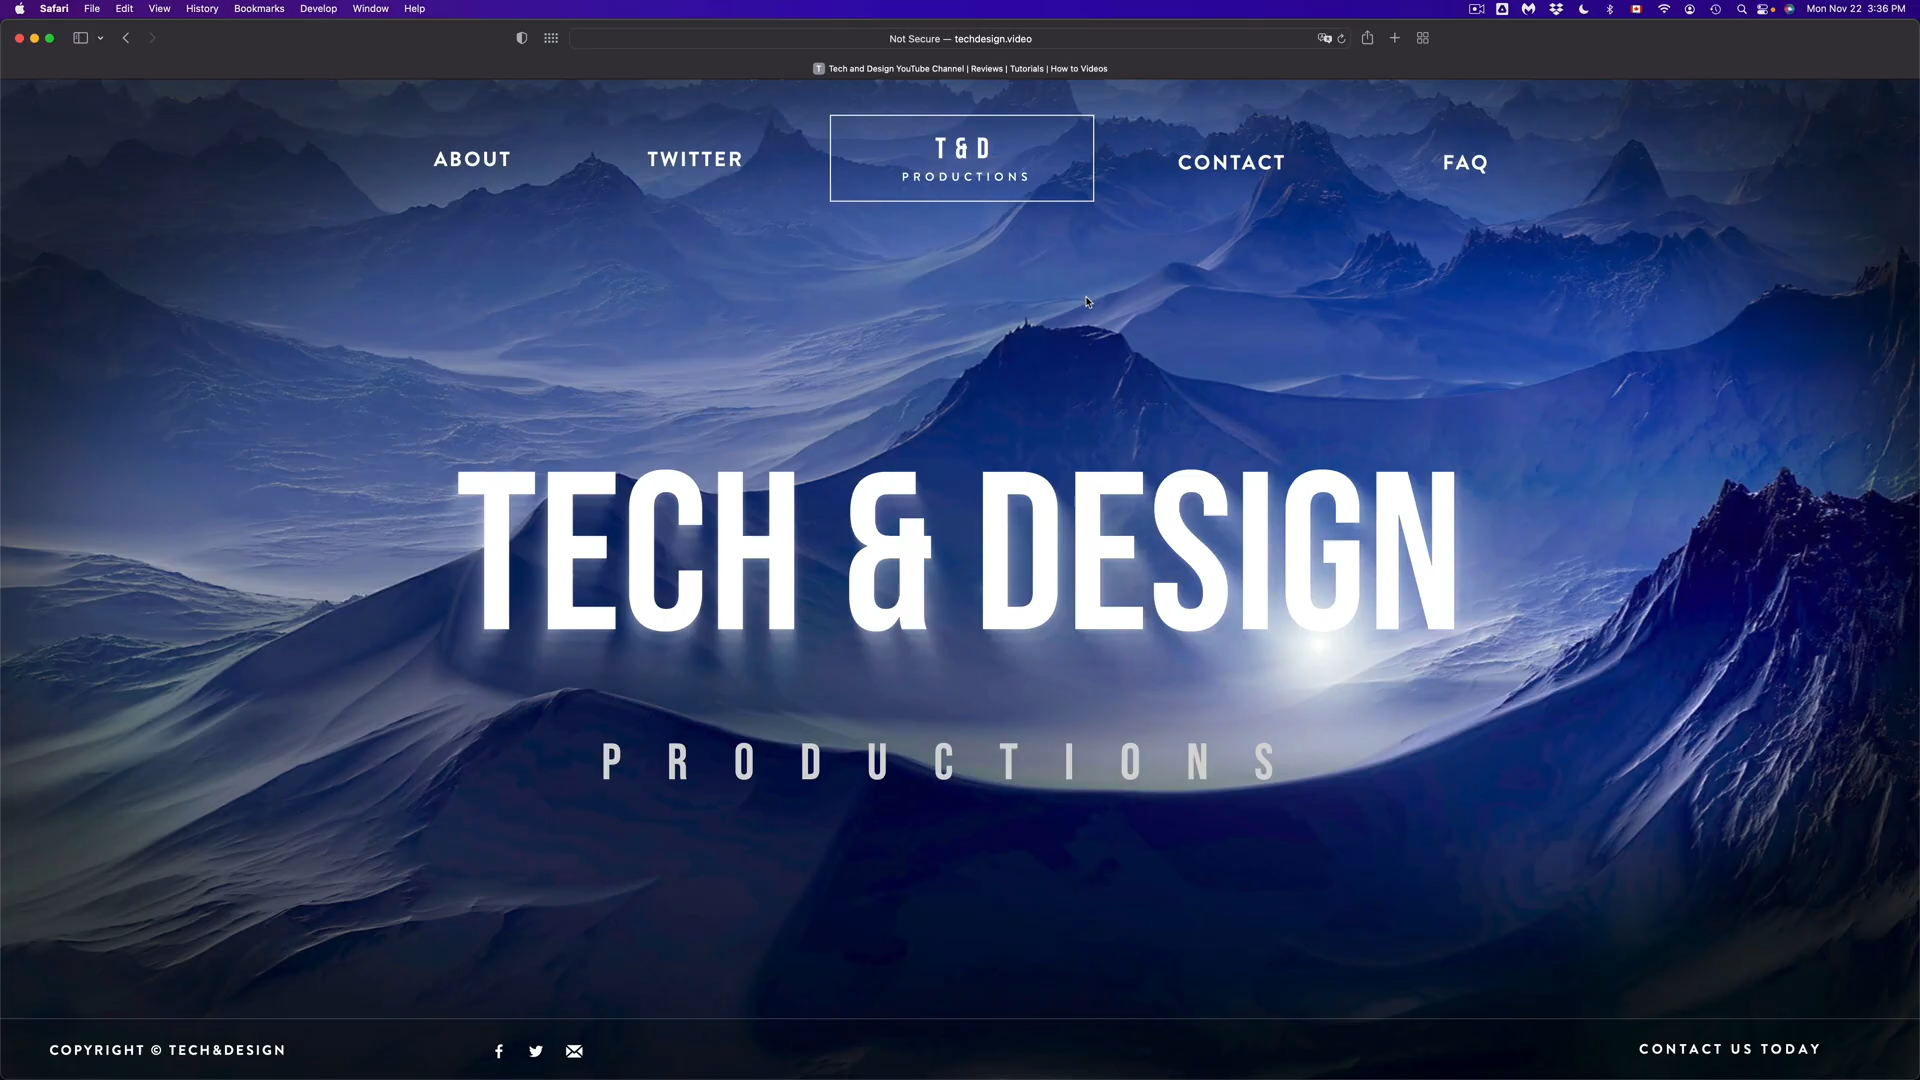 Safari File Edit View History Bookmarks Develop Window Help Mon Nov 22 3:36 PM
Not Secure — techdesign.video
T Tech and Design YouTube Channel | Reviews | Tutorials | How to Videos
ABOUT TWITTER T & D CONTACT FAQ
PRODUCTIONS
TECH & DESIGN
PRODUCTIONS
COPYRIGHT © TECH&DESIGN CONTACT US TODAY